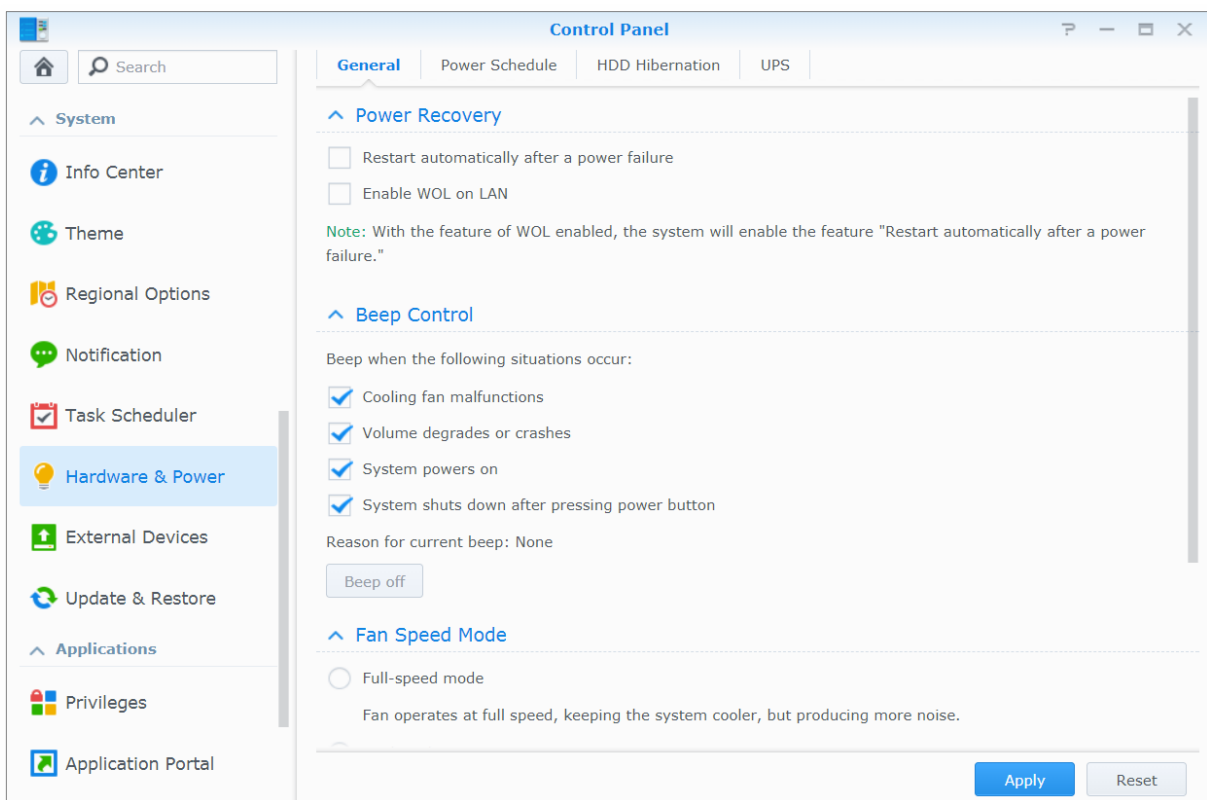 Control Panel
Search
System
Info Center
Theme
Regional Options
Notification
Task Scheduler
Hardware & Power
External Devices
Update & Restore
Applications
Privileges
Application Portal
General
Power Schedule
HDD Hibernation
UPS
Power Recovery
Restart automatically after a power failure
Enable WOL on LAN
Note: With the feature of WOL enabled, the system will enable the feature "Restart automatically after a power
failure."
Beep Control
Beep when the following situations occur:
Cooling fan malfunctions
Volume degrades or crashes
System powers on
System shuts down after pressing power button
Reason for current beep: None
Beep off
Fan Speed Mode
Full-speed mode
Fan operates at full speed, keeping the system cooler, but producing more noise.
Apply
Reset